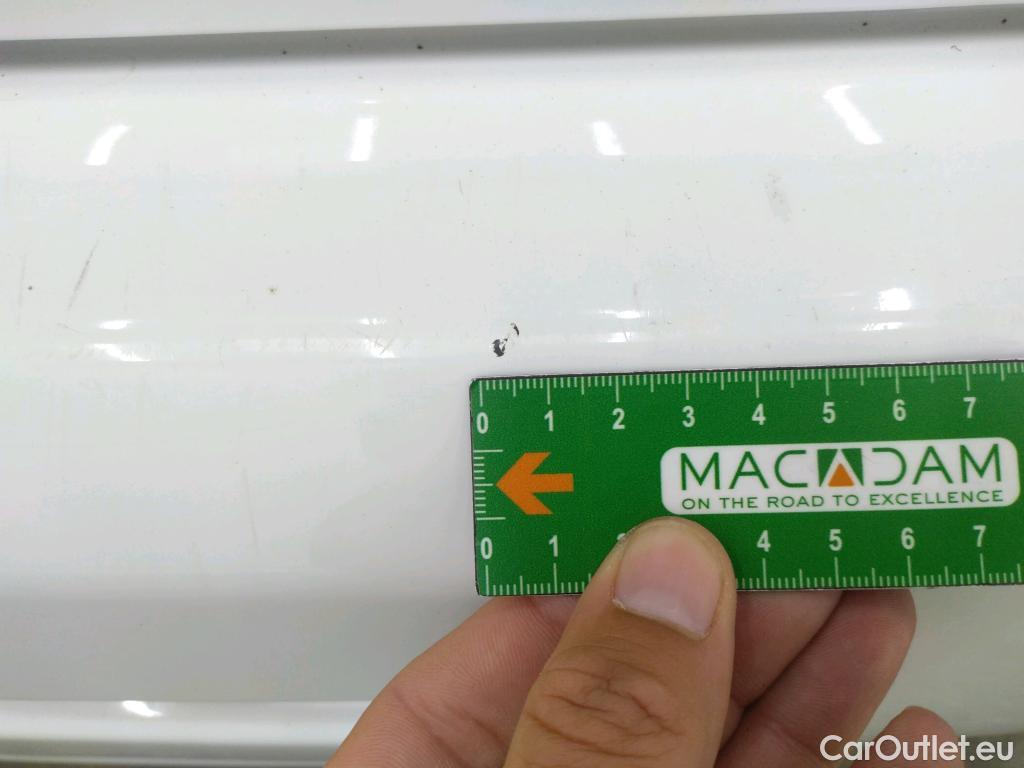 0 1 2 3 4 5 6 7
MACADAM
ON THE ROAD TO EXCELLENCE
0 1 4 5 6 7
CarOutlet.eu